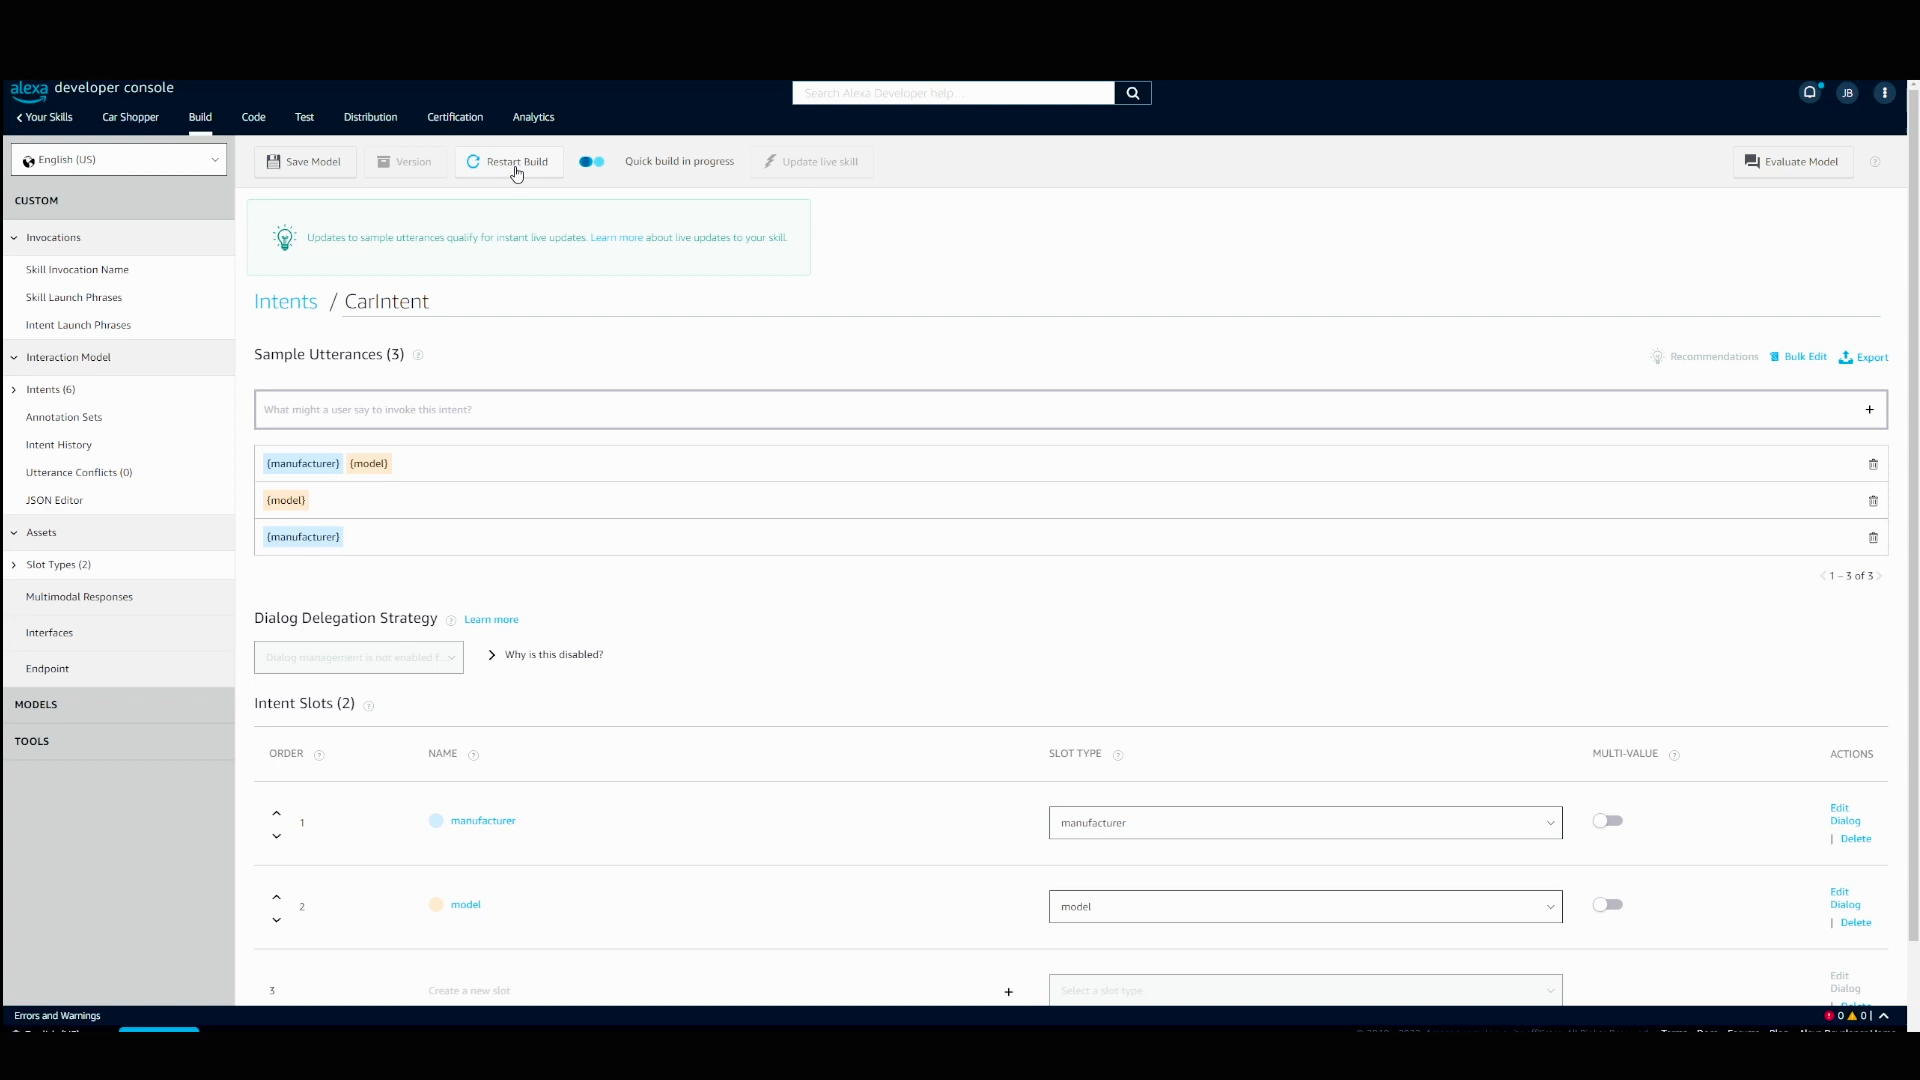 alexa developer console
Search Alexa Developer help...
JB
Your Skills Car Shopper Build Code Test Distribution Certification Analytics
English (US)
Save Model Version Restart Build Quick build in progress Update live skill Evaluate Model
CUSTOM
Invocations
Updates to sample utterances qualify for instant live updates. Learn more about live updates to your skill.
Skill Invocation Name
Skill Launch Phrases
Intents / CarIntent
Intent Launch Phrases
Interaction Model
Sample Utterances (3)
Recommendations Bulk Edit Export
Intents (6)
Annotation Sets
What might a user say to invoke this intent?
Intent History
{manufacturer} {model}
Utterance Conflicts (0)
JSON Editor
{model}
Assets
{manufacturer}
Slot Types (2)
1 – 3 of 3
Multimodal Responses
Dialog Delegation Strategy Learn more
Interfaces
Dialog management is not enabled f... Why is this disabled?
Endpoint
MODELS
Intent Slots (2)
TOOLS
ORDER NAME SLOT TYPE MULTI-VALUE ACTIONS
1 manufacturer manufacturer Edit Dialog | Delete
2 model model Edit Dialog | Delete
3 Create a new slot + Select a slot type Edit Dialog
Errors and Warnings 0 0 |